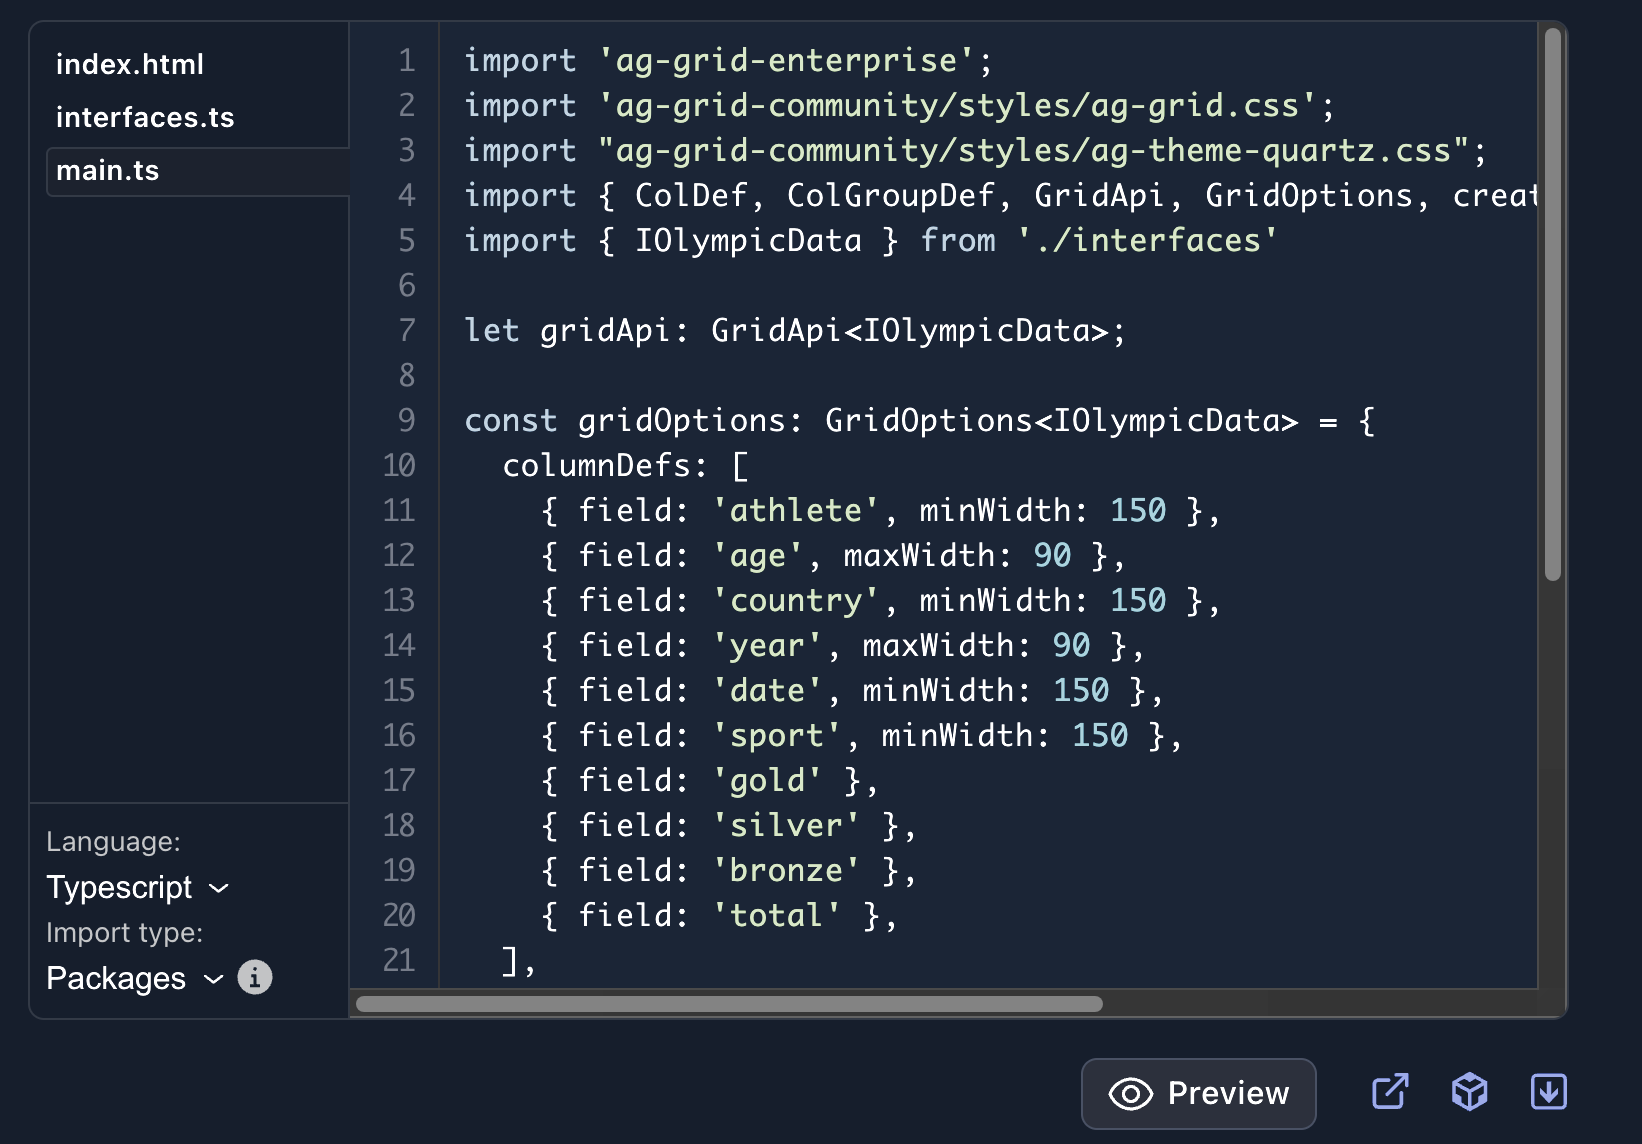 index.html
interfaces.ts
main.ts
1 import 'ag-grid-enterprise';
2 import 'ag-grid-community/styles/ag-grid.css';
3 import "ag-grid-community/styles/ag-theme-quartz.css";
4 import { ColDef, ColGroupDef, GridApi, GridOptions, creat
5 import { IOlympicData } from './interfaces'
6
7 let gridApi: GridApi<IOlympicData>;
8
9 const gridOptions: GridOptions<IOlympicData> = {
10   columnDefs: [
11     { field: 'athlete', minWidth: 150 },
12     { field: 'age', maxWidth: 90 },
13     { field: 'country', minWidth: 150 },
14     { field: 'year', maxWidth: 90 },
15     { field: 'date', minWidth: 150 },
16     { field: 'sport', minWidth: 150 },
17     { field: 'gold' },
18     { field: 'silver' },
19     { field: 'bronze' },
20     { field: 'total' },
21   ],
Language:
Typescript
Import type:
Packages
Preview